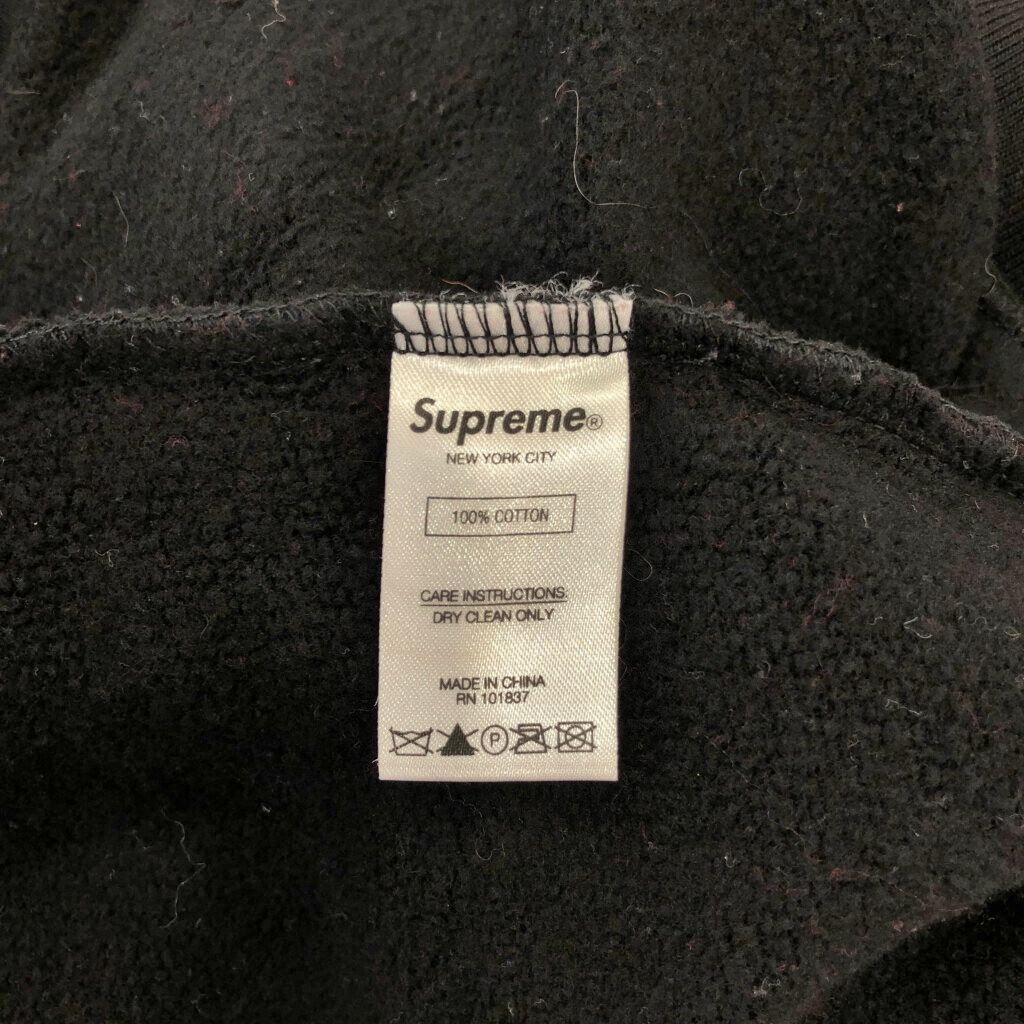 Supreme®
NEW YORK CITY
100% COTTON
CARE INSTRUCTIONS:
DRY CLEAN ONLY
MADE IN CHINA
RN 101837
P